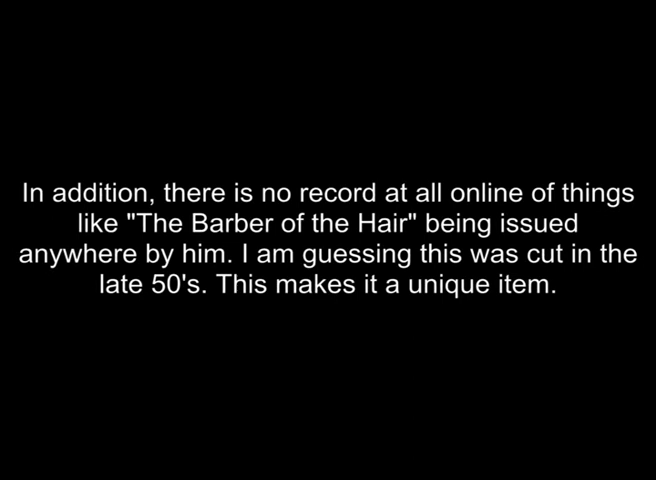 In addition, there is no record at all online of things
like "The Barber of the Hair" being issued
anywhere by him. I am guessing this was cut in the
late 50's. This makes it a unique item.